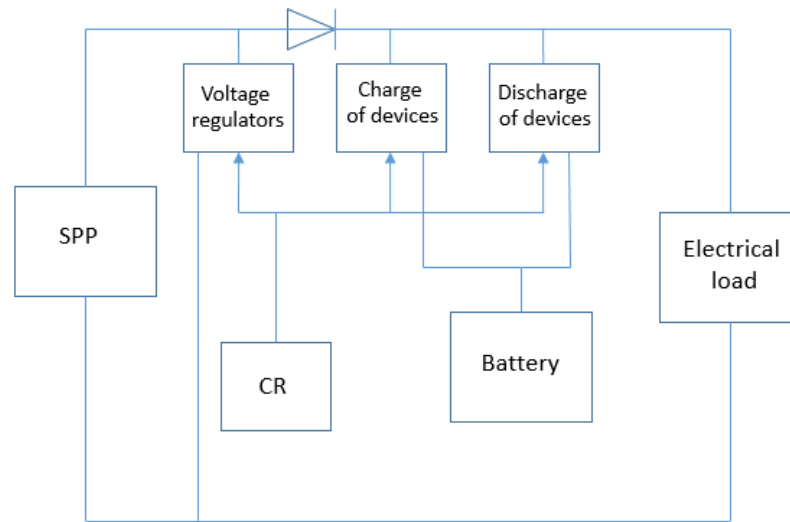 Voltage
regulators
Charge
of devices
Discharge
of devices
SPP
Electrical
load
CR
Battery